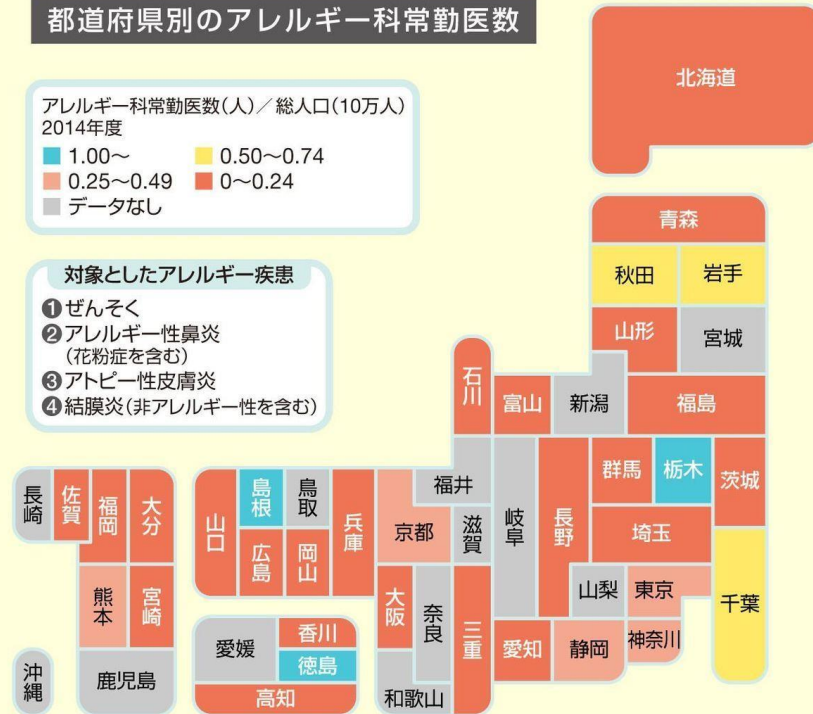 都道府県別のアレルギー科常勤医数
アレルギー科常勤医数(人)／総人口(10万人)
2014年度
1.00～
0.50～0.74
0.25～0.49
0～0.24
データなし
対象としたアレルギー疾患
❶ぜんそく
❷アレルギー性鼻炎
(花粉症を含む)
❸アトピー性皮膚炎
❹結膜炎(非アレルギー性を含む)
北海道
青森
秋田
岩手
山形
宮城
石川
富山
新潟
福島
福井
岐阜
長野
群馬
栃木
茨城
長崎
佐賀
福岡
大分
山口
島根
鳥取
兵庫
京都
滋賀
埼玉
広島
岡山
熊本
宮崎
大阪
奈良
三重
山梨
東京
千葉
愛媛
香川
徳島
愛知
静岡
神奈川
沖縄
鹿児島
高知
和歌山